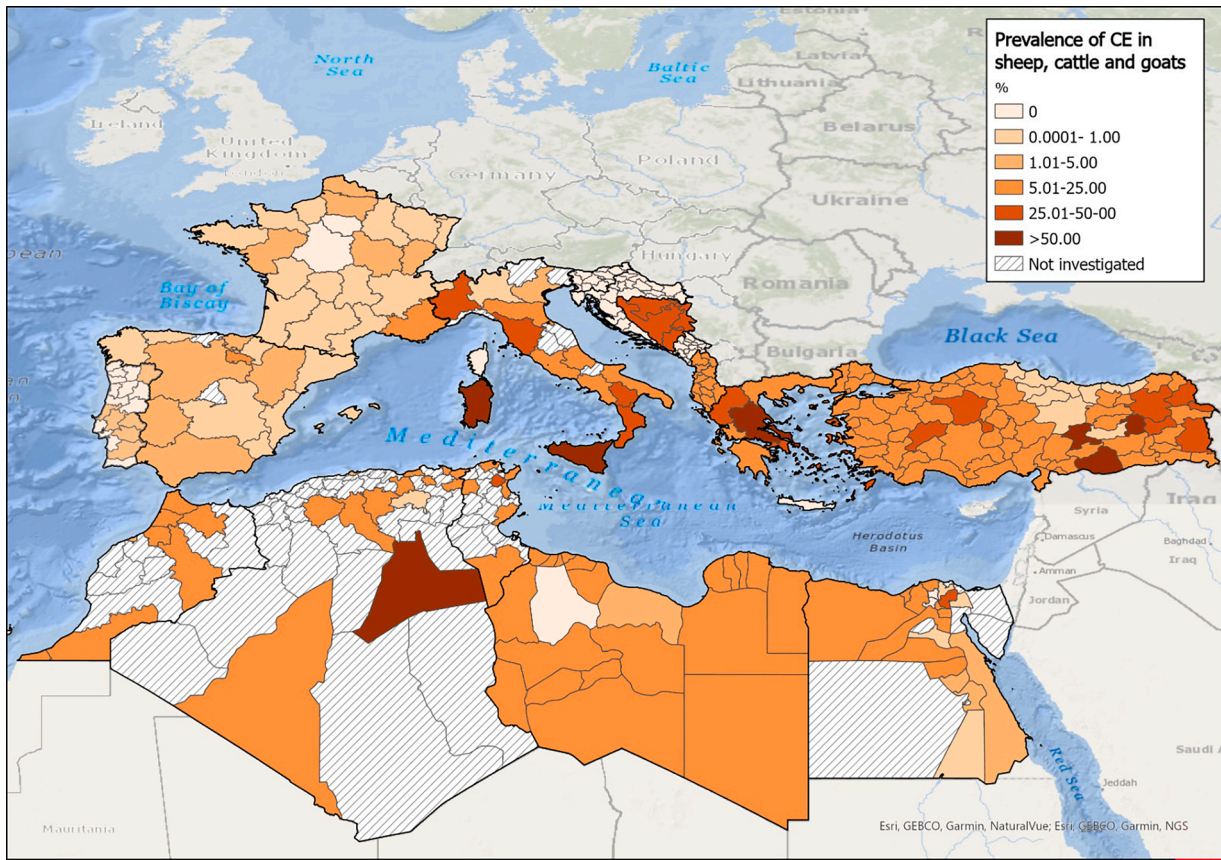 Estonia
Latvia
Lithuania
North
Sea
Baltic
Sea
Ireland
United
Kingdom
London
Belarus
Poland
Germany
Ukraine
Hungary
Romania
Bay of
Biscay
Bulgaria
Black Sea
Mediterranean
Mediterranean
Sea
Herodotus
Basin
Syria
Damascus
Iraq
Baghdad
Iraq
Amman
Jordan
Red Sea
Saudi A
Jeddah
Mauritania
Prevalence of CE in
sheep, cattle and goats
%
0
0.0001- 1.00
1.01-5.00
5.01-25.00
25.01-50-00
>50.00
Not investigated
Esri, GEBCO, Garmin, NaturalVue; Esri, GEBCO, Garmin, NGS